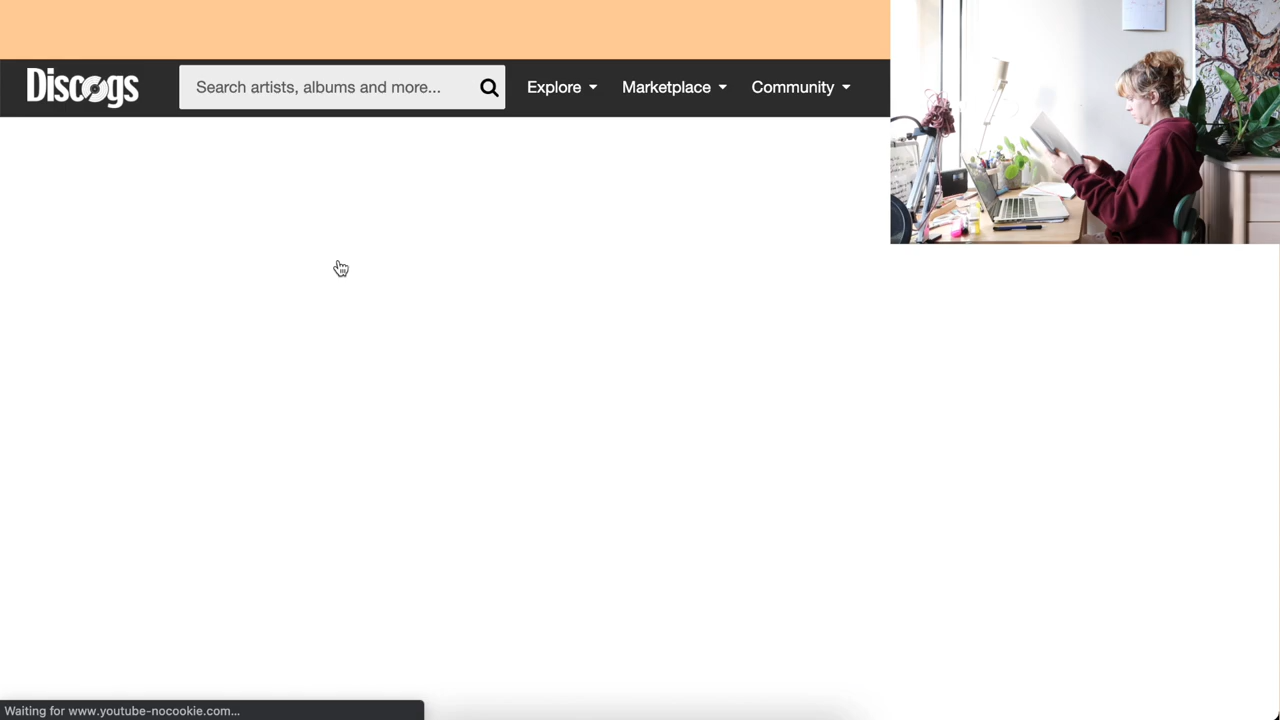 Discogs
Search artists, albums and more...
Explore
Marketplace
Community
Waiting for www.youtube-nocookie.com...